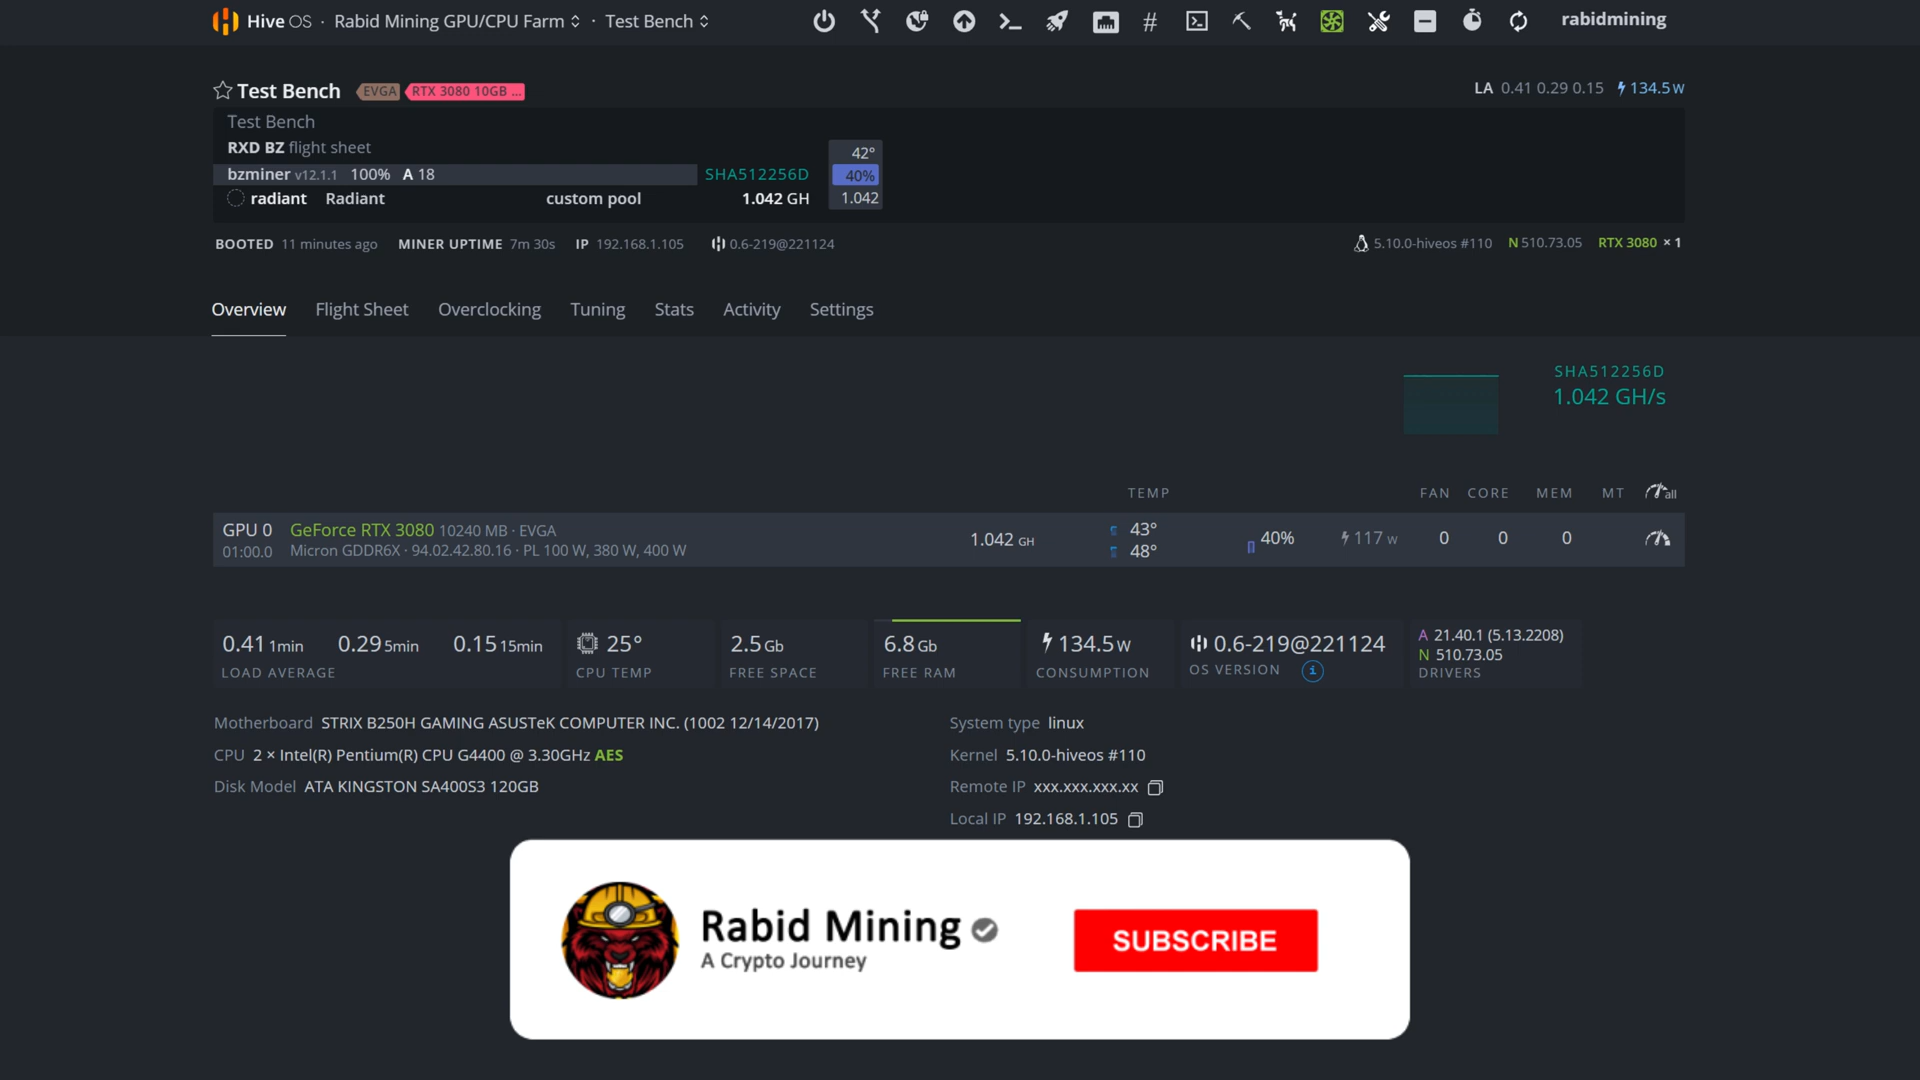 Hive OS · Rabid Mining GPU/CPU Farm · Test Bench # rabidmining
Test Bench EVGA RTX 3080 10GB ... LA 0.41 0.29 0.15 134.5 W
Test Bench
RXD BZ flight sheet 42°
bzminer v12.1.1 100% A 18 SHA512256D 40%
radiant Radiant custom pool 1.042 GH 1.042
BOOTED 11 minutes ago MINER UPTIME 7m 30s IP 192.168.1.105 0.6-219@221124 5.10.0-hiveos #110 N 510.73.05 RTX 3080 × 1
Overview Flight Sheet Overclocking Tuning Stats Activity Settings
SHA512256D
1.042 GH/s
TEMP FAN CORE MEM MT all
GPU 0 GeForce RTX 3080 10240 MB · EVGA 1.042 GH 43° 40% 117 W 0 0 0
01:00.0 Micron GDDR6X · 94.02.42.80.16 · PL 100 W, 380 W, 400 W 48°
0.41 1min 0.29 5min 0.15 15min 25° 2.5 Gb 6.8 Gb 134.5 W 0.6-219@221124 A 21.40.1 (5.13.2208)
N 510.73.05
LOAD AVERAGE CPU TEMP FREE SPACE FREE RAM CONSUMPTION OS VERSION i DRIVERS
Motherboard STRIX B250H GAMING ASUSTeK COMPUTER INC. (1002 12/14/2017) System type linux
CPU 2 × Intel(R) Pentium(R) CPU G4400 @ 3.30GHz AES Kernel 5.10.0-hiveos #110
Disk Model ATA KINGSTON SA400S3 120GB Remote IP xxx.xxx.xxx.xx
Local IP 192.168.1.105
Rabid Mining
A Crypto Journey
SUBSCRIBE